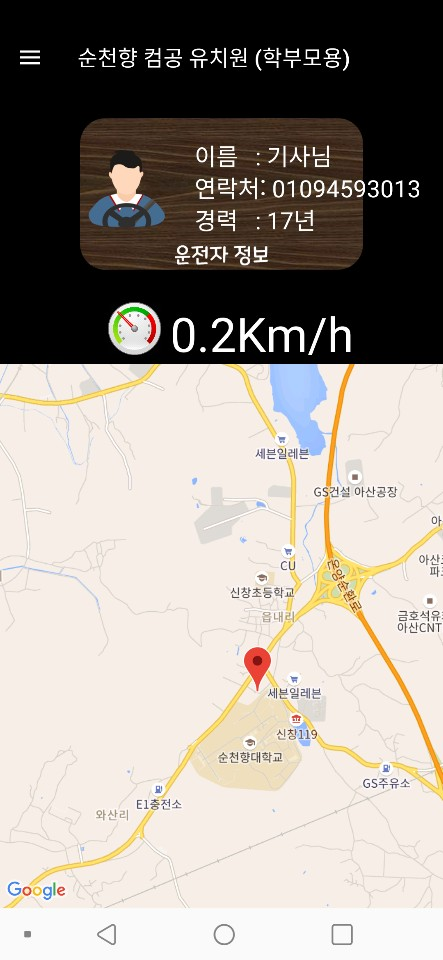 순천향 컴공 유치원 (학부모용)
이름 : 기사님
연락처: 01094593013
경력 : 17년
운전자 정보
0.2Km/h
세븐일레븐
GS건설 아산공장
CU
신창초등학교
읍내리
온양순환로
금호석유
아산CNT
세븐일레븐
신창119
순천향대학교
GS주유소
E1충전소
와산리
Google